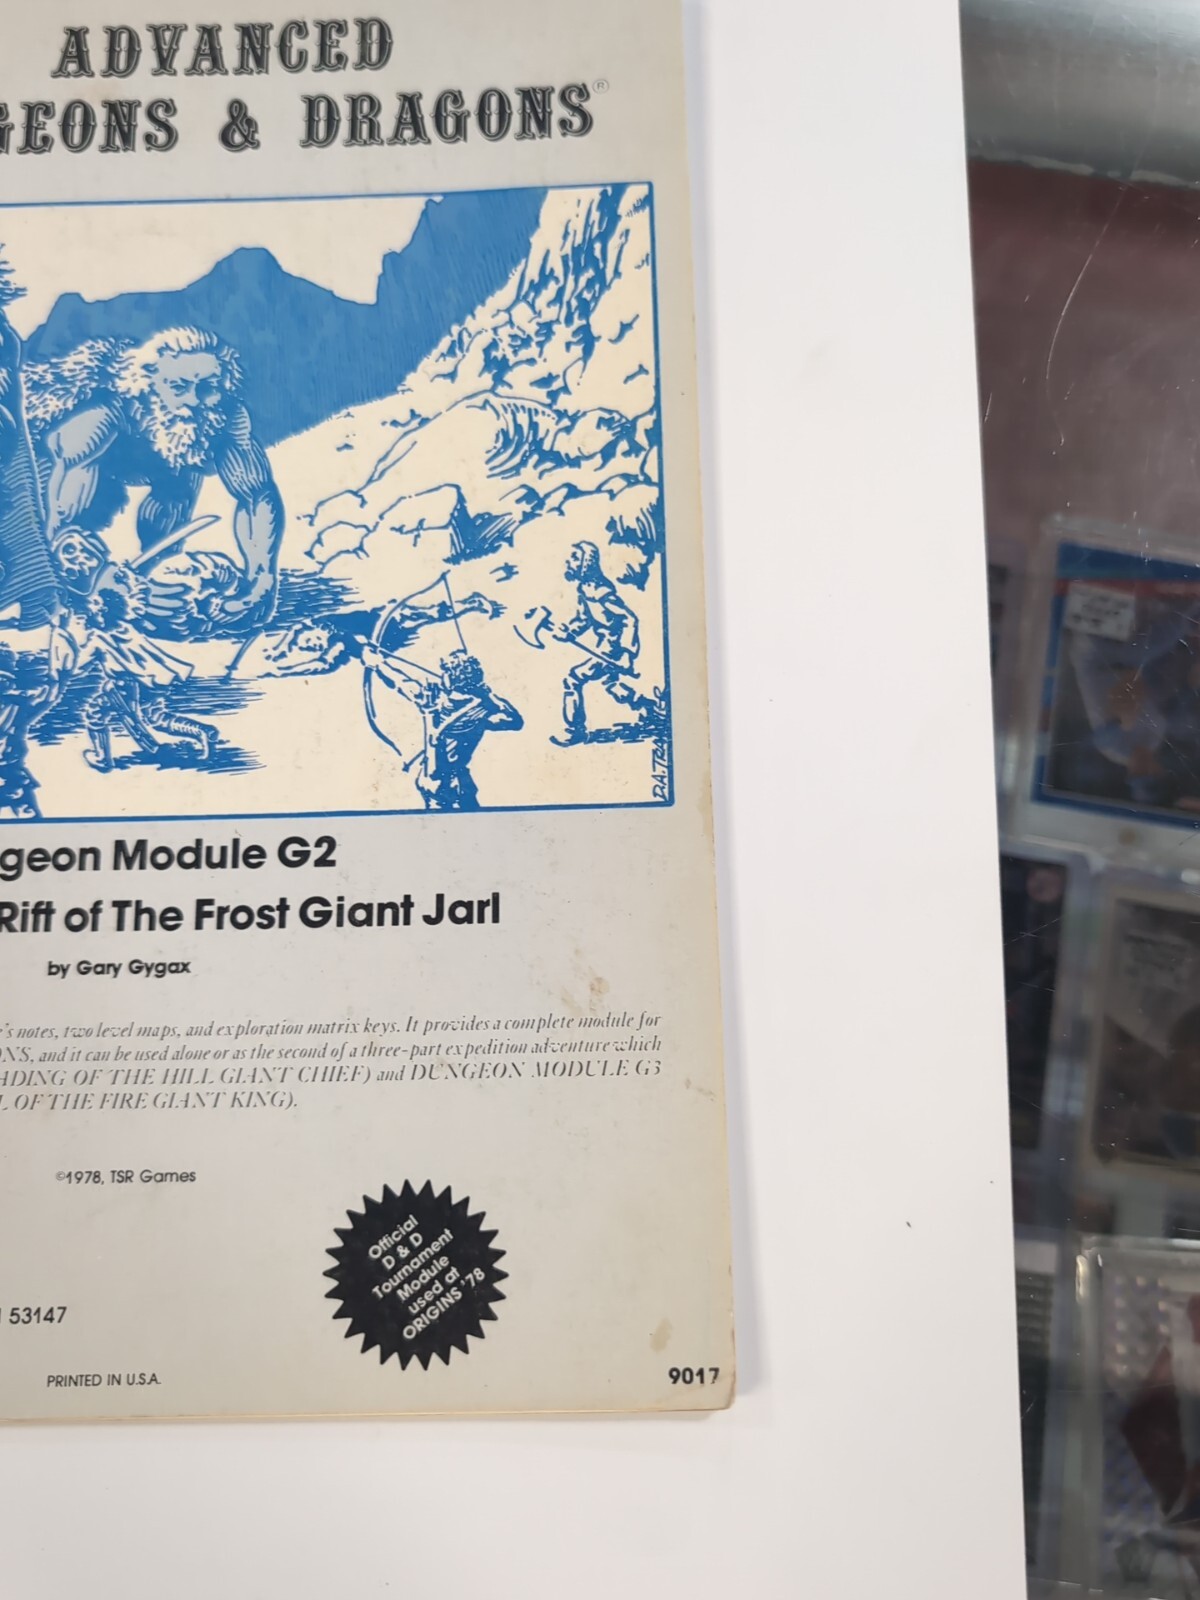 ADVANCED
GEONS & DRAGONS®
D.A. TRA
geon Module G2
Rift of The Frost Giant Jarl
by Gary Gygax
's notes, two level maps, and exploration matrix keys. It provides a complete module for
NS, and it can be used alone or as the second of a three-part expedition adventure which
ADING OF THE HILL GIANT CHIEF) and DUNGEON MODULE G3
L OF THE FIRE GIANT KING).
©1978, TSR Games
Official
D & D
Tournament
Module
used at
ORIGINS '78
53147
PRINTED IN U.S.A.
9017